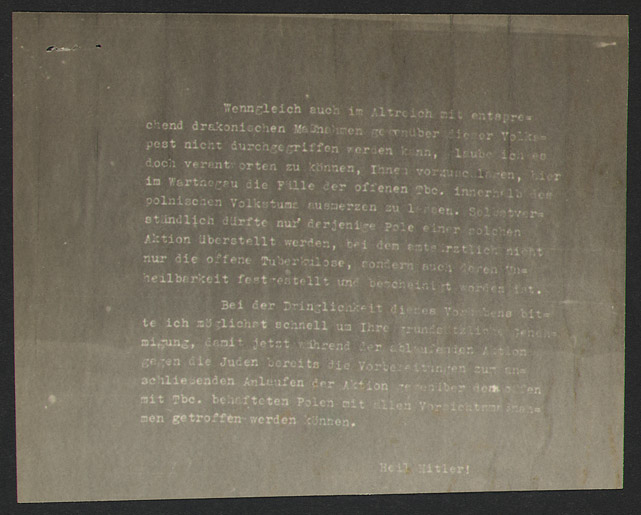 Wenngleich auch im Altreich mit entspre=
chend drakonischen Maßnahmen gegenüber dieser Volks=
pest nicht durchgegriffen werden kann, glaube ich es
doch verantworten zu können, Ihnen vorzuschlagen, hier
im Warthegau die Fälle der offenen Tbc. innerhalb des
polnischen Volkstums ausmerzen zu lassen. Selbstver=
ständlich dürfte nur derjenige Pole einer solchen
Aktion überstellt werden, bei dem amtsärztlich nicht
nur die offene Tuberkulose, sondern auch deren Un=
heilbarkeit festgestellt und bescheinigt worden ist.
Bei der Dringlichkeit dieses Vorhabens bit=
te ich möglichst schnell um Ihre grundsätzliche Geneh=
migung, damit jetzt während der ablaufenden Aktion
gegen die Juden bereits die Vorbereitungen zum an=
schliesenden Anlaufen der Aktion gegenüber dem offen
mit Tbc. behafteten Polen mit allen Vorsichtsmaßnah=
men getroffen werden können.
Heil Hitler!